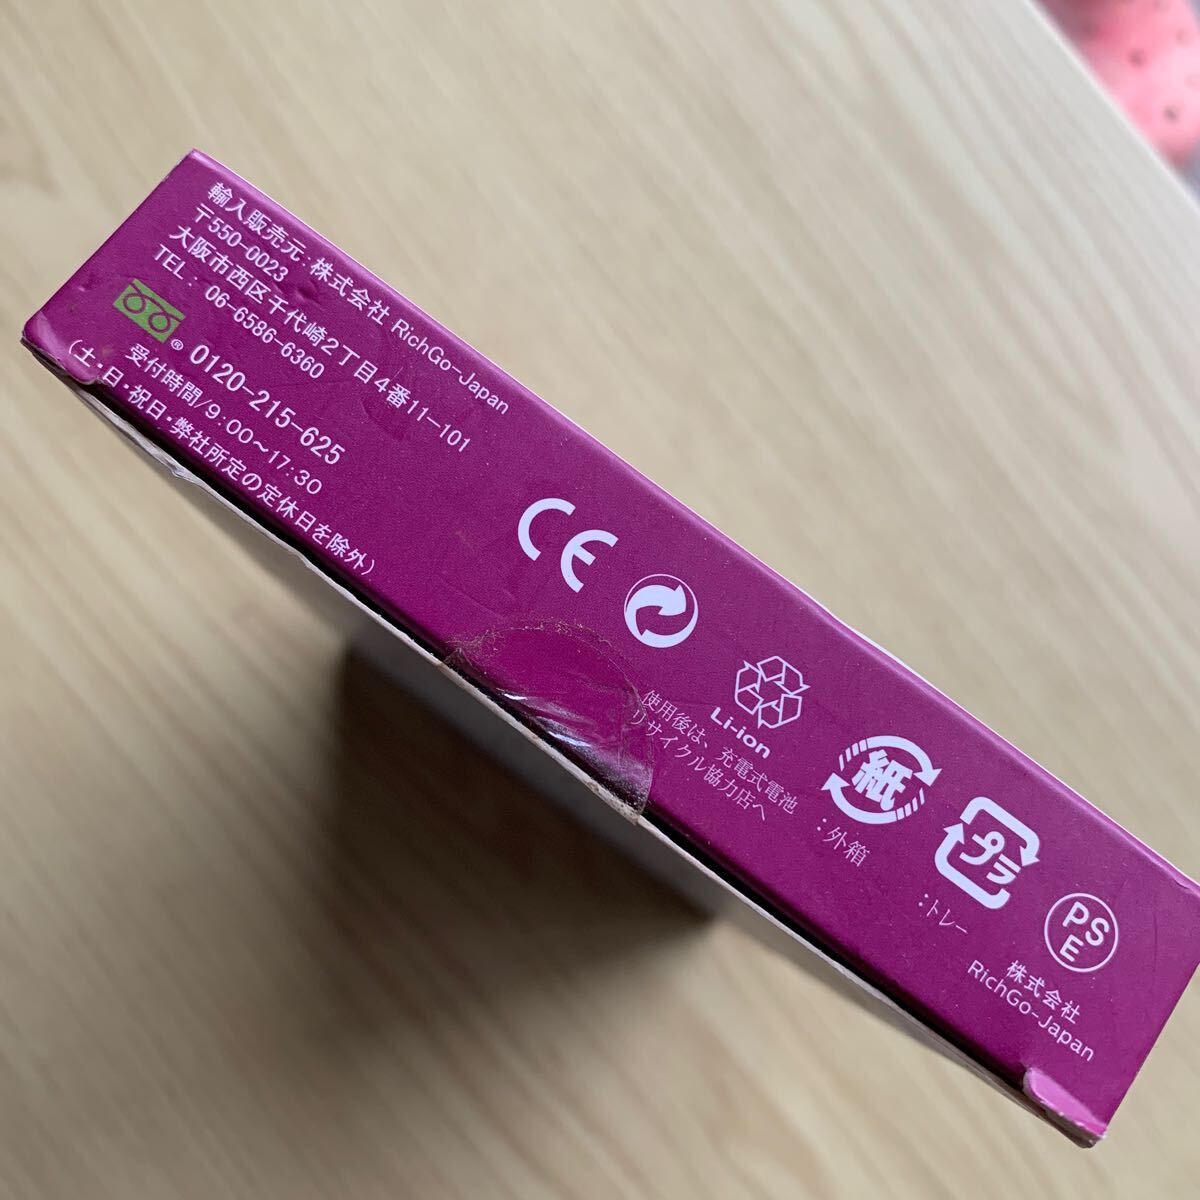 輸入販売元:株式会社 RichGo-Japan
〒550-0023
大阪市西区千代崎2丁目4番11-101
TEL: 06-6586-6360
® 0120-215-625
受付時間/9:00～17:30
(土・日・祝日・弊社所定の定休日を除外)
CE
Li-ion
使用後は、充電式電池
リサイクル協力店へ
紙
:外箱
プラ
:トレー
PS
E
株式会社
RichGo-Japan